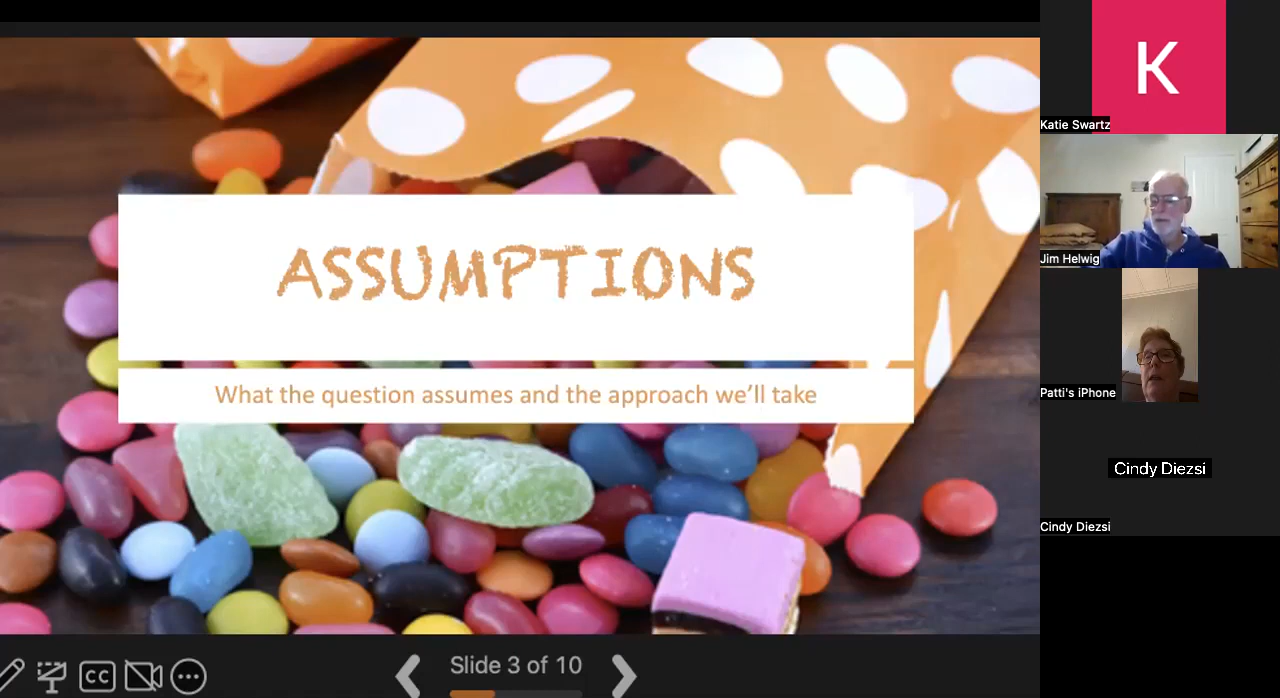 ASSUMPTIONS
What the question assumes and the approach we'll take
CC
Slide 3 of 10
K
Katie Swartz
Jim Helwig
Patti's iPhone
Cindy Diezsi
Cindy Diezsi